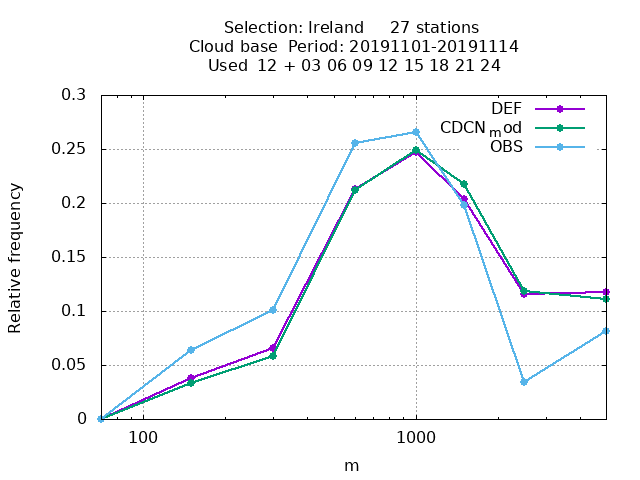 Selection: Ireland 27 stations
Cloud base Period: 20191101-20191114
Used 12 + 03 06 09 12 15 18 21 24
0.3
DEF
CDCNmod
OBS
0.25
0.2
0.15
0.1
0.05
0
Relative frequency
100
1000
m